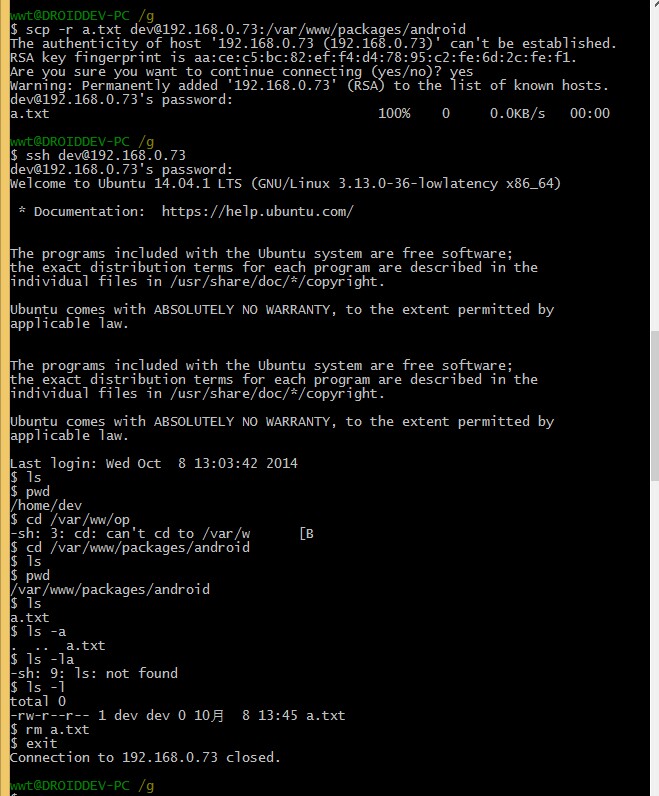 wwt@DROIDDEV-PC /g
$ scp -r a.txt dev@192.168.0.73:/var/www/packages/android
The authenticity of host '192.168.0.73 (192.168.0.73)' can't be established.
RSA key fingerprint is aa:ce:c5:bc:82:ef:f4:d4:78:95:c2:fe:6d:2c:fe:f1.
Are you sure you want to continue connecting (yes/no)? yes
Warning: Permanently added '192.168.0.73' (RSA) to the list of known hosts.
dev@192.168.0.73's password:
a.txt 100% 0 0.0KB/s 00:00
wwt@DROIDDEV-PC /g
$ ssh dev@192.168.0.73
dev@192.168.0.73's password:
Welcome to Ubuntu 14.04.1 LTS (GNU/Linux 3.13.0-36-lowlatency x86_64)
* Documentation: https://help.ubuntu.com/
The programs included with the Ubuntu system are free software;
the exact distribution terms for each program are described in the
individual files in /usr/share/doc/*/copyright.
Ubuntu comes with ABSOLUTELY NO WARRANTY, to the extent permitted by
applicable law.
The programs included with the Ubuntu system are free software;
the exact distribution terms for each program are described in the
individual files in /usr/share/doc/*/copyright.
Ubuntu comes with ABSOLUTELY NO WARRANTY, to the extent permitted by
applicable law.
Last login: Wed Oct  8 13:03:42 2014
$ ls
$ pwd
/home/dev
$ cd /var/ww/op
-sh: 3: cd: can't cd to /var/w [B
$ cd /var/www/packages/android
$ ls
$ pwd
/var/www/packages/android
$ ls
a.txt
$ ls -a
.  ..  a.txt
$ ls -la
-sh: 9: ls: not found
$ ls -l
total 0
-rw-r--r-- 1 dev dev 0 10月  8 13:45 a.txt
$ rm a.txt
$ exit
Connection to 192.168.0.73 closed.
wwt@DROIDDEV-PC /g
$